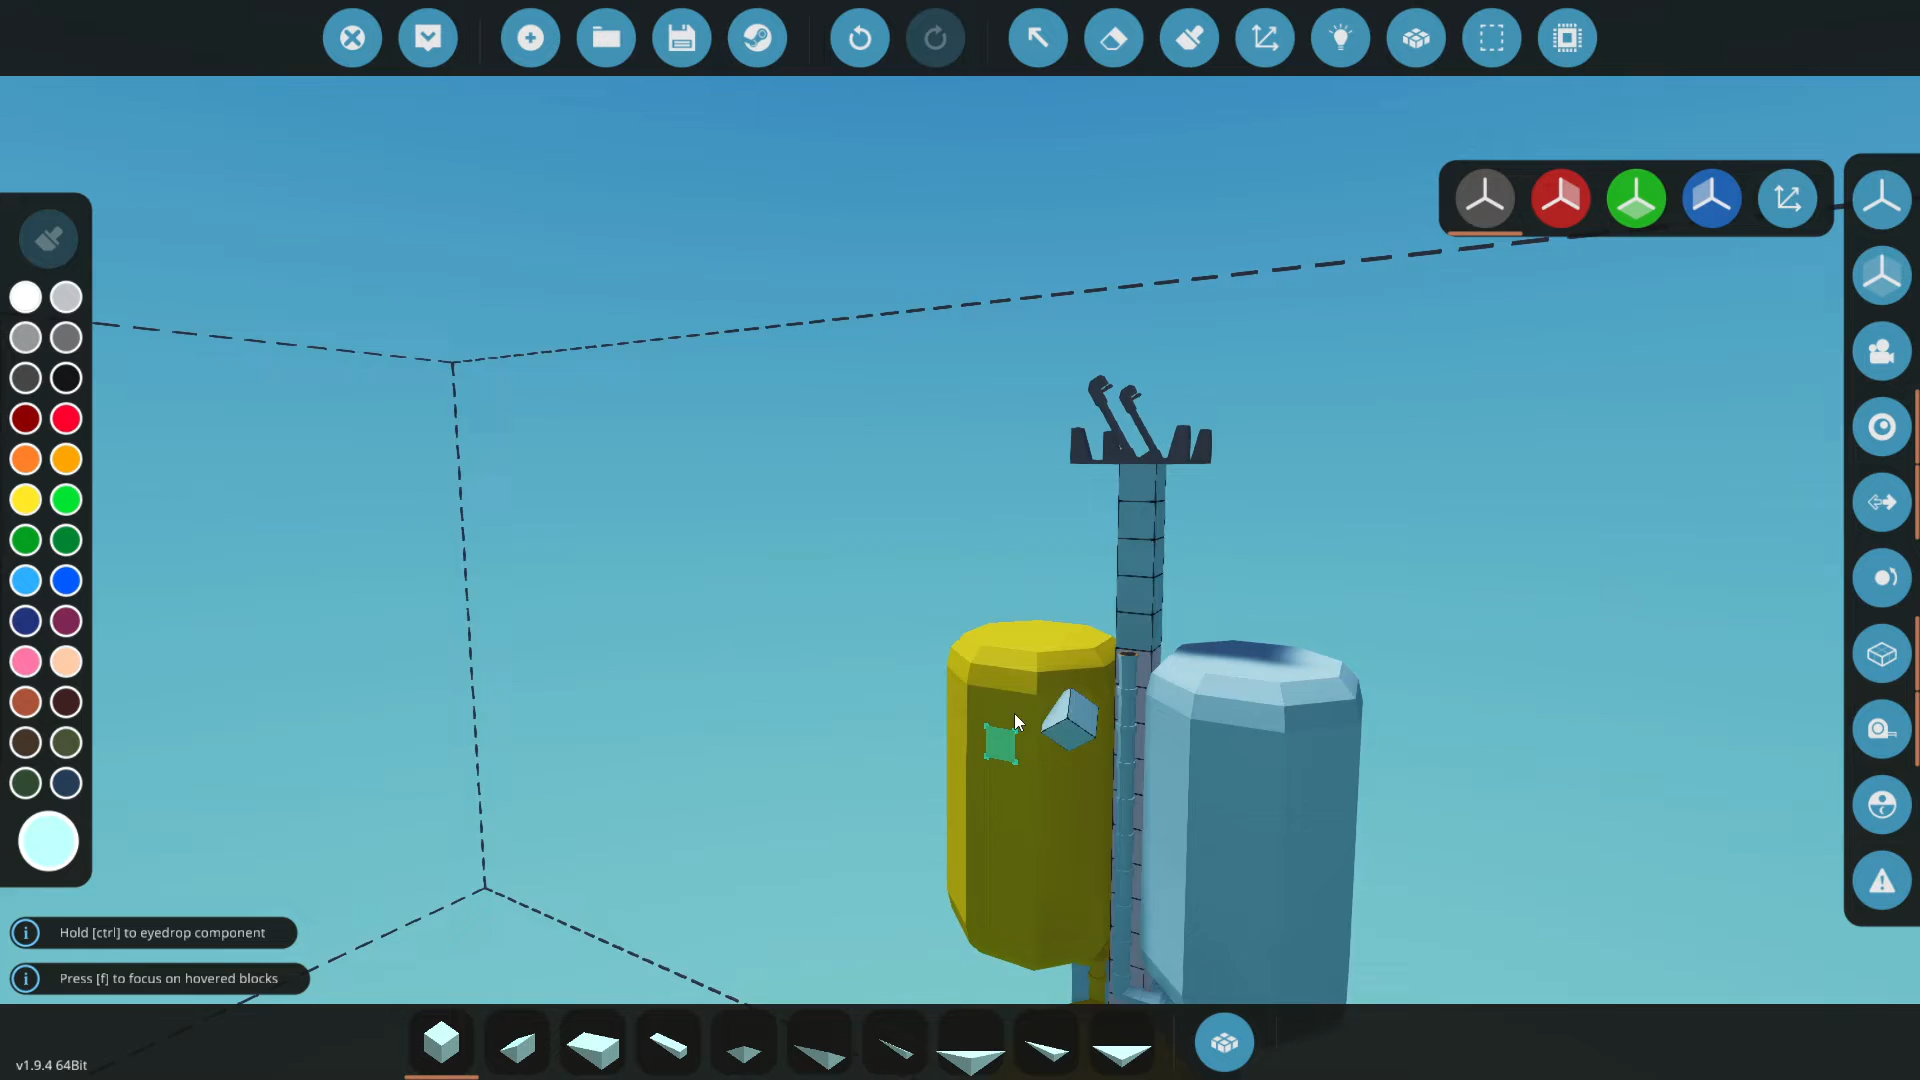 Hold [ctrl] to eyedrop component
Press [f] to focus on hovered blocks
v1.9.4 64Bit